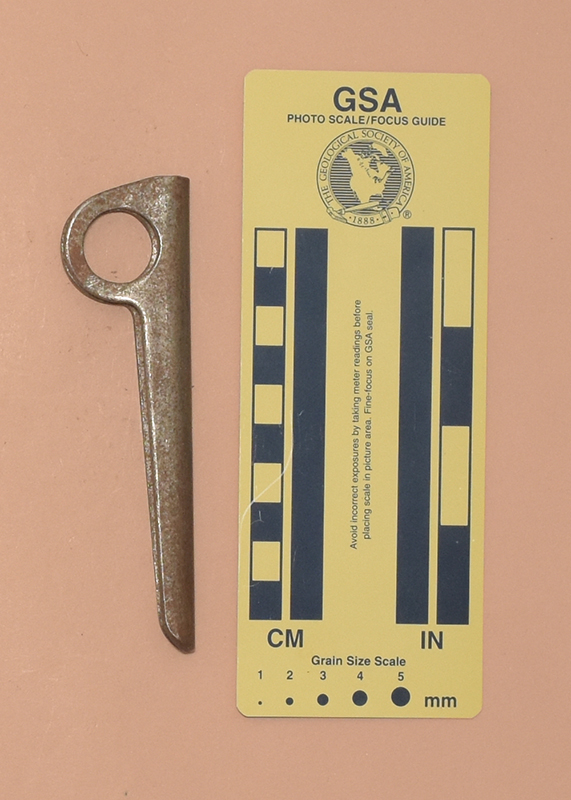 GSA
PHOTO SCALE/FOCUS GUIDE
THE GEOLOGICAL SOCIETY OF AMERICA
1888
®
Avoid incorrect exposures by taking meter readings before
placing scale in picture area. Fine-focus on GSA seal.
CM
IN
Grain Size Scale
1 2 3 4 5
mm